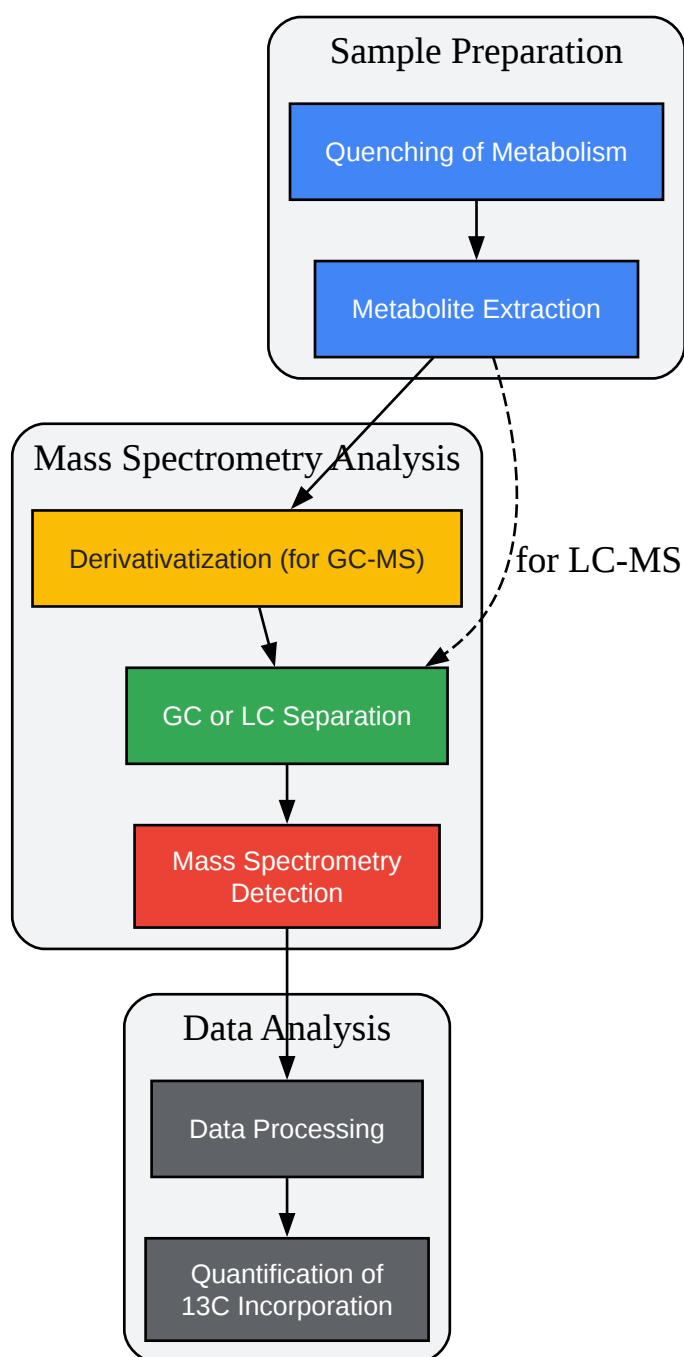 Sample Preparation
Quenching of Metabolism
Metabolite Extraction
Mass Spectrometry Analysis
Derivativatization (for GC-MS)
for LC-MS
GC or LC Separation
Mass Spectrometry
Detection
Data Analysis
Data Processing
Quantification of
13C Incorporation